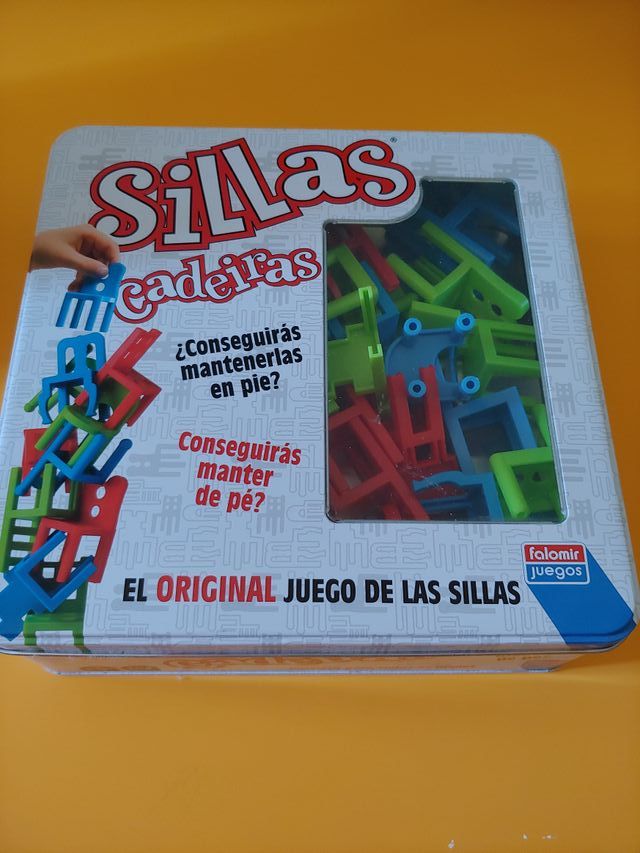 Sillas
cadeiras
¿Conseguirás
mantenerlas
en pie?
Conseguirás
manter
de pé?
EL ORIGINAL JUEGO DE LAS SILLAS
falomir
juegos